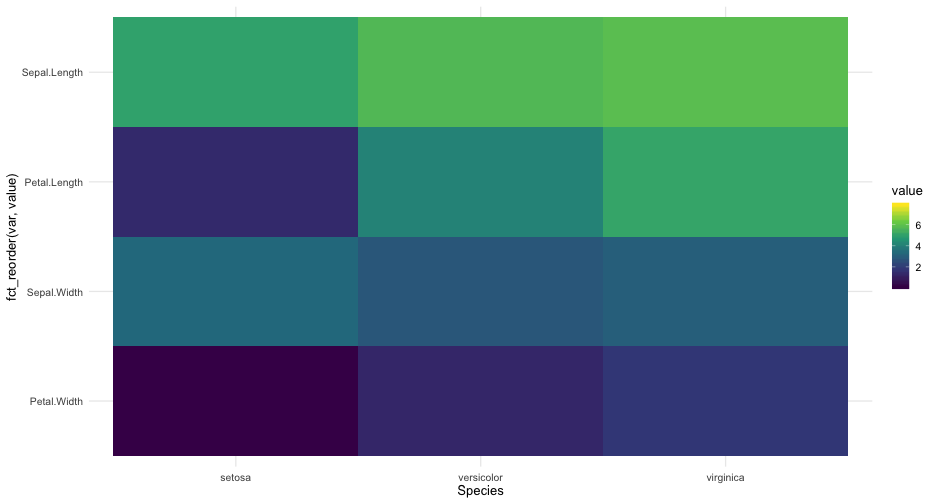 Sepal.Length
Petal.Length
Sepal.Width
Petal.Width
fct_reorder(var, value)
setosa
versicolor
virginica
Species
value
6
4
2